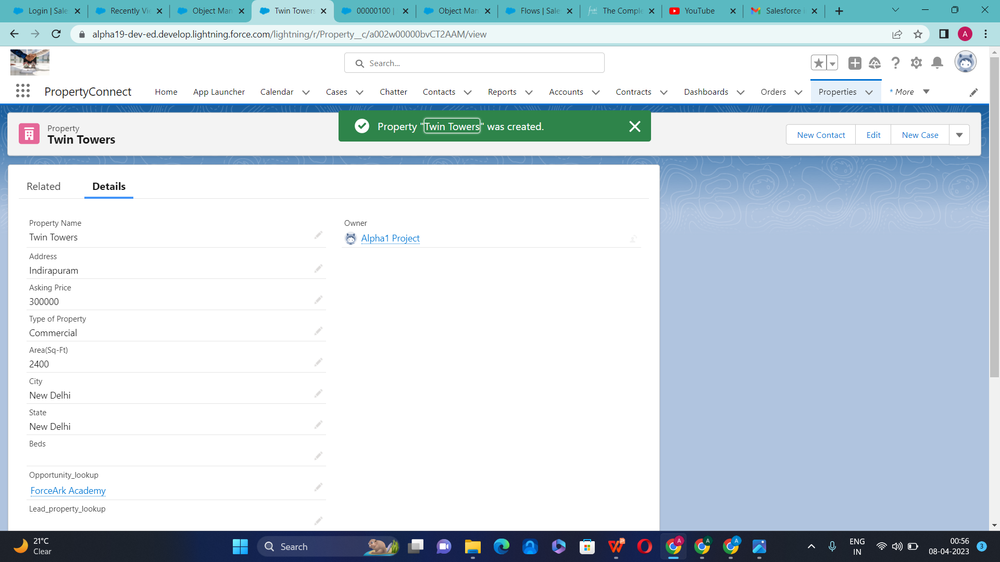 Login | Sale
Recently Vie
Object Man
Twin Towers
00000100 |
Object Man
Flows | Sale
The Comple
YouTube
Salesforce i
alpha19-dev-ed.develop.lightning.force.com/lightning/r/Property__c/a002w00000bvCT2AAM/view
A
Search...
PropertyConnect
Home
App Launcher
Calendar
Cases
Chatter
Contacts
Reports
Accounts
Contracts
Dashboards
Orders
Properties
* More
Property
Twin Towers
Property "Twin Towers" was created.
New Contact
Edit
New Case
Related
Details
Property Name
Twin Towers
Owner
Alpha1 Project
Address
Indirapuram
Asking Price
300000
Type of Property
Commercial
Area(Sq-Ft)
2400
City
New Delhi
State
New Delhi
Beds
Opportunity_lookup
ForceArk Academy
Lead_property_lookup
21°C
Clear
Search
A
A
A
ENG
IN
00:56
08-04-2023
3